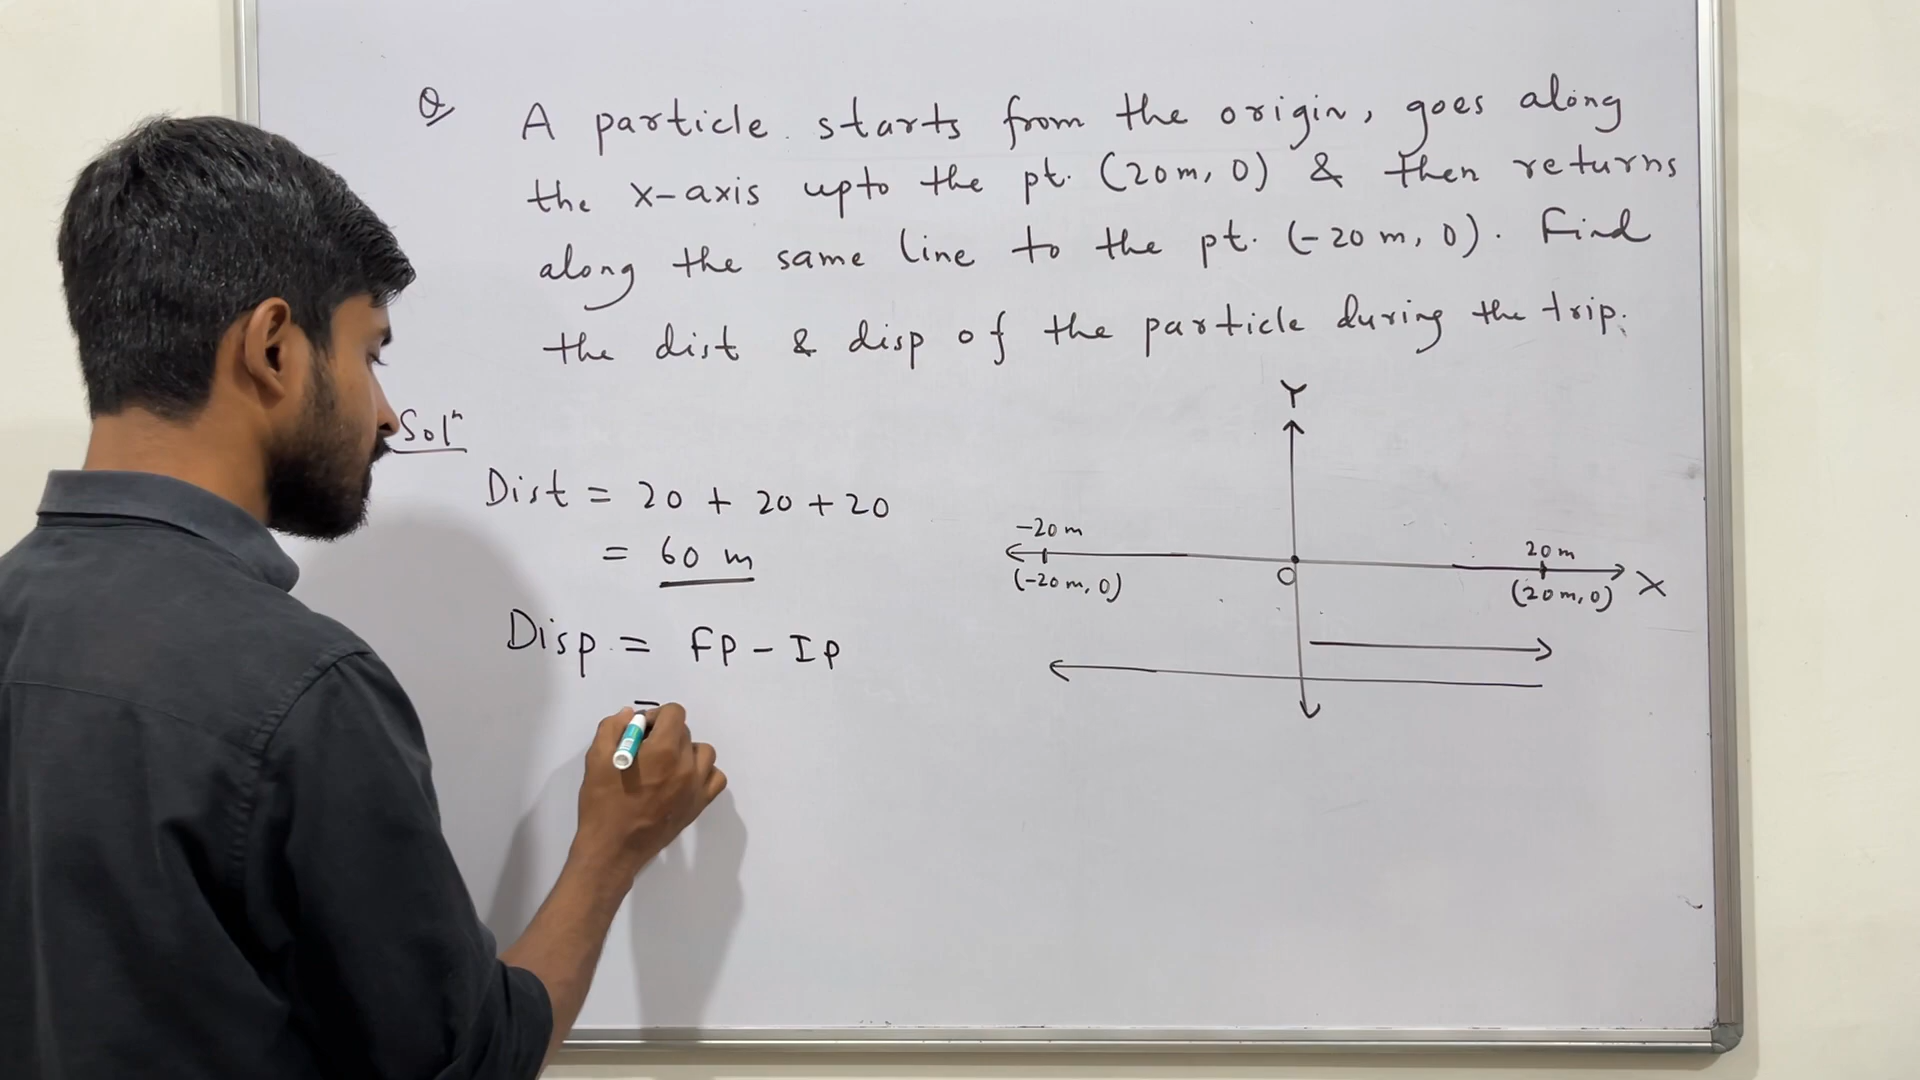 Q A particle starts from the origin, goes along
the x-axis upto the pt. (20m, 0) & then returns
along the same line to the pt. (-20 m, 0). Find
the dist & disp of the particle during the trip.
Solⁿ
Dist = 20 + 20 + 20
= 60 m
Disp = FP - IP
=
Y
-20 m
(-20 m, 0)
O
20 m
(20 m, 0)
X